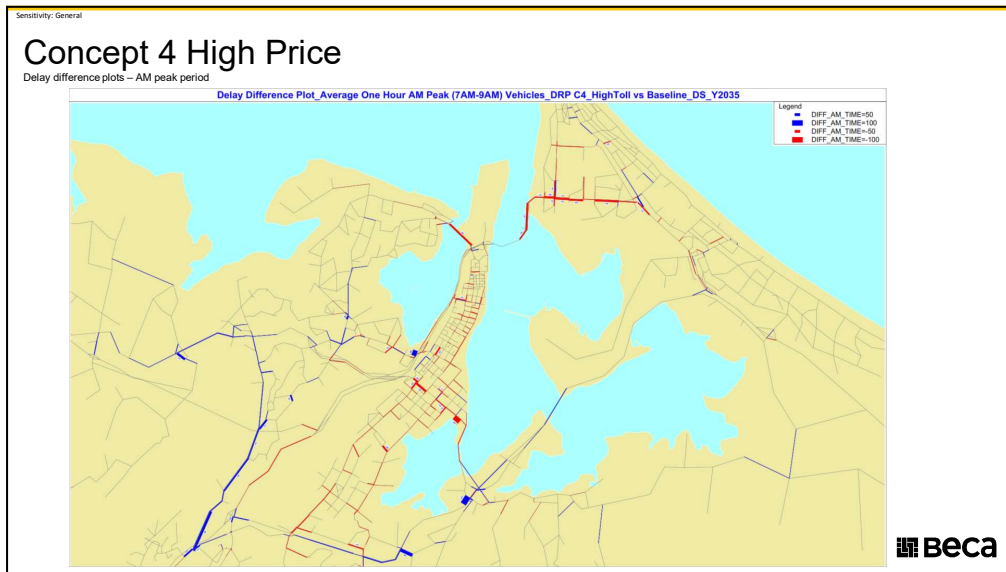 Sensitivity: General
Concept 4 High Price
Delay difference plots – AM peak period
Delay Difference Plot_Average One Hour AM Peak (7AM-9AM) Vehicles_DRP C4_HighToll vs Baseline_DS_Y2035
Legend
DIFF_AM_TIME=50
DIFF_AM_TIME=100
DIFF_AM_TIME=-50
DIFF_AM_TIME=-100
Beca